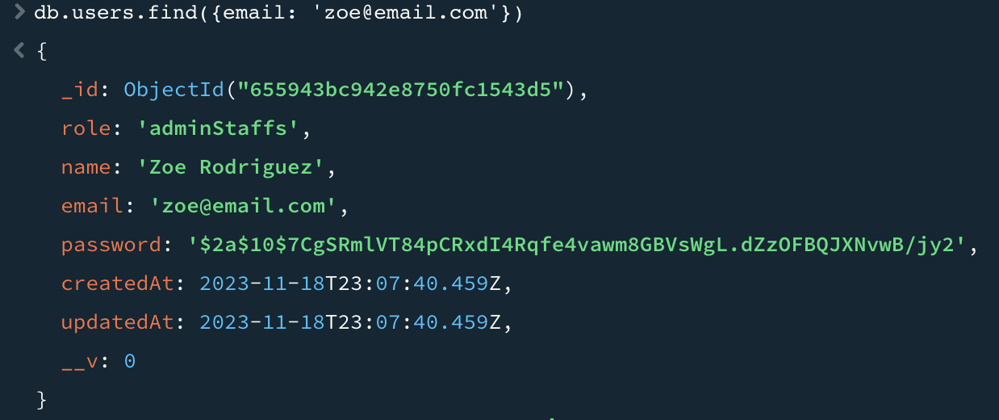 > db.users.find({email: 'zoe@email.com'})
< {
_id: ObjectId("655943bc942e8750fc1543d5"),
role: 'adminStaffs',
name: 'Zoe Rodriguez',
email: 'zoe@email.com',
password: '$2a$10$7CgSRmlVT84pCRxdI4Rqfe4vawm8GBVsWgL.dZzOFBQJXNvwB/jy2',
createdAt: 2023-11-18T23:07:40.459Z,
updatedAt: 2023-11-18T23:07:40.459Z,
__v: 0
}